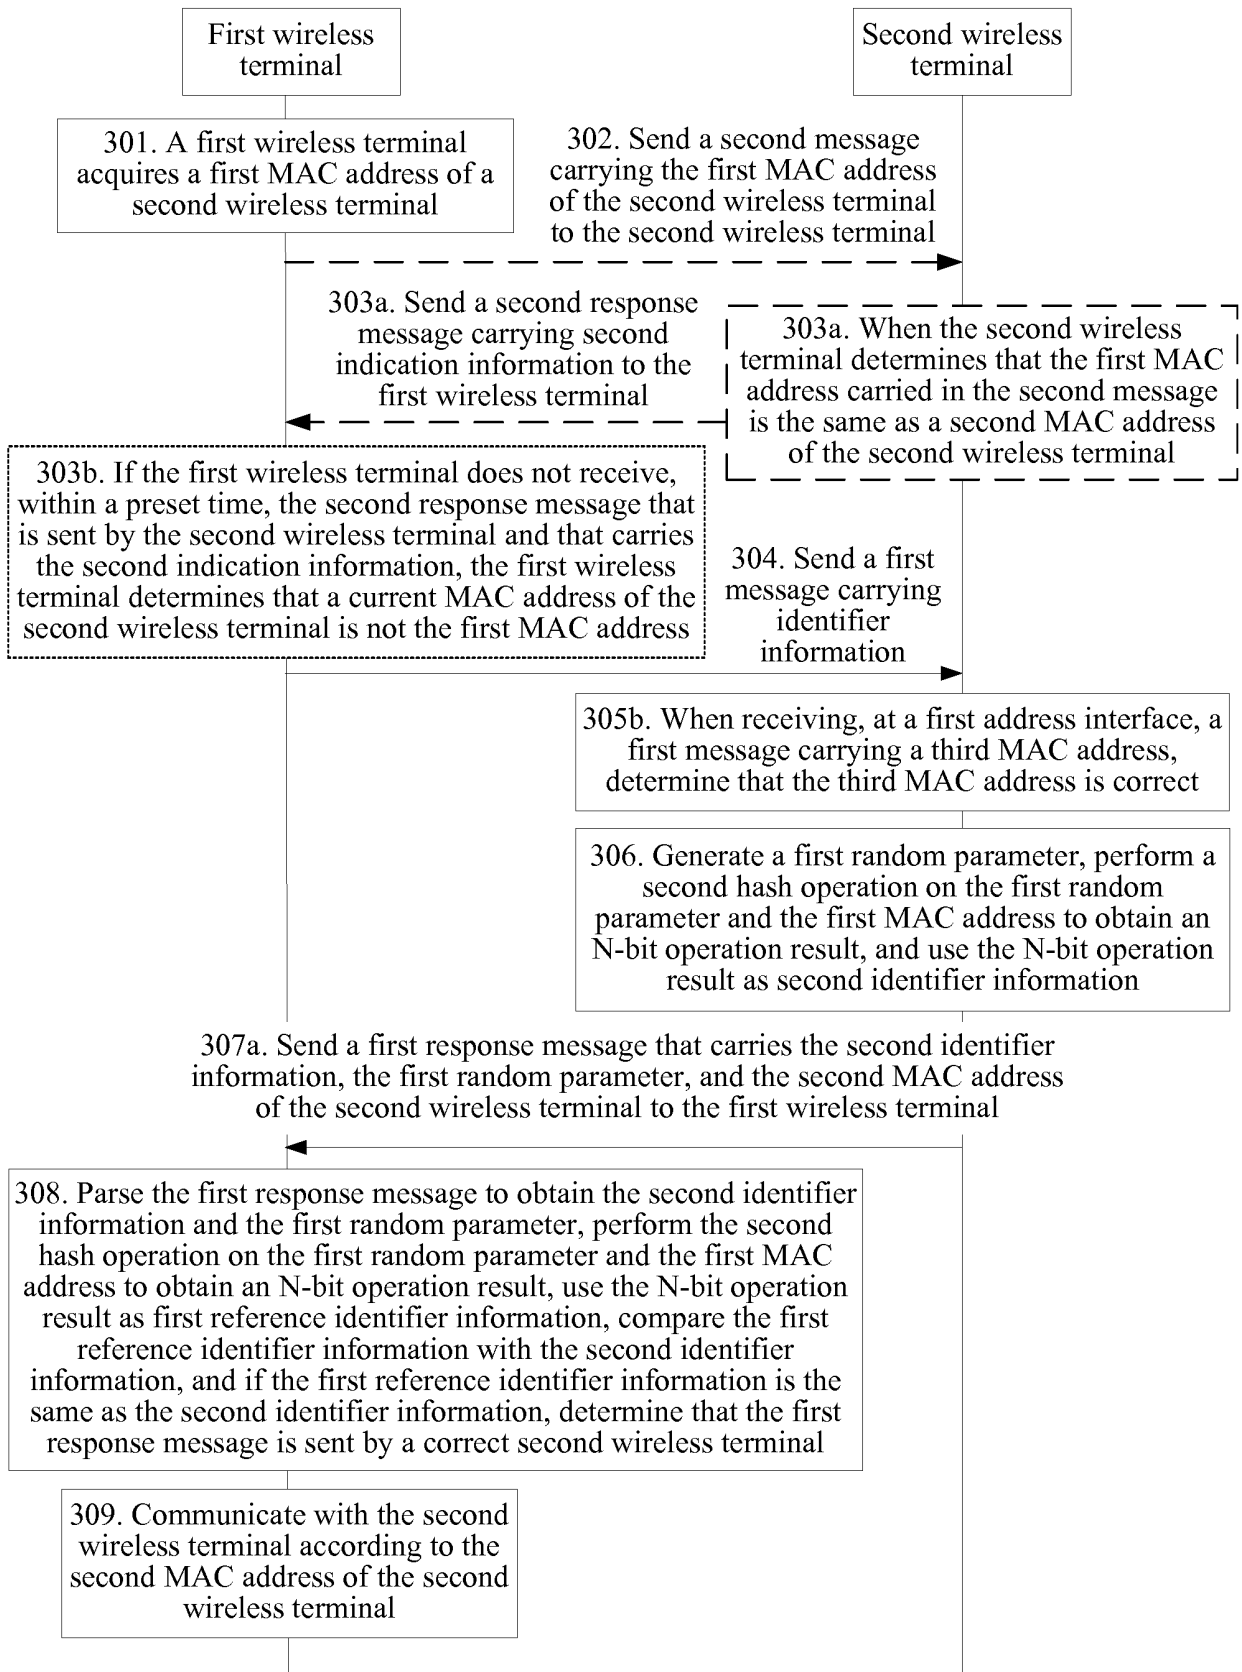 First wireless
terminal
Second wireless
terminal
301. A first wireless terminal
acquires a first MAC address of a
second wireless terminal
302. Send a second message
carrying the first MAC address
of the second wireless terminal
to the second wireless terminal
303a. Send a second response
message carrying second
indication information to the
first wireless terminal
303a. When the second wireless
terminal determines that the first MAC
address carried in the second message
is the same as a second MAC address
of the second wireless terminal
303b. If the first wireless terminal does not receive,
within a preset time, the second response message that
is sent by the second wireless terminal and that carries
the second indication information, the first wireless
terminal determines that a current MAC address of the
second wireless terminal is not the first MAC address
304. Send a first
message carrying
identifier
information
305b. When receiving, at a first address interface, a
first message carrying a third MAC address,
determine that the third MAC address is correct
306. Generate a first random parameter, perform a
second hash operation on the first random
parameter and the first MAC address to obtain an
N-bit operation result, and use the N-bit operation
result as second identifier information
307a. Send a first response message that carries the second identifier
information, the first random parameter, and the second MAC address
of the second wireless terminal to the first wireless terminal
308. Parse the first response message to obtain the second identifier
information and the first random parameter, perform the second
hash operation on the first random parameter and the first MAC
address to obtain an N-bit operation result, use the N-bit operation
result as first reference identifier information, compare the first
reference identifier information with the second identifier
information, and if the first reference identifier information is the
same as the second identifier information, determine that the first
response message is sent by a correct second wireless terminal
309. Communicate with the second
wireless terminal according to the
second MAC address of the second
wireless terminal